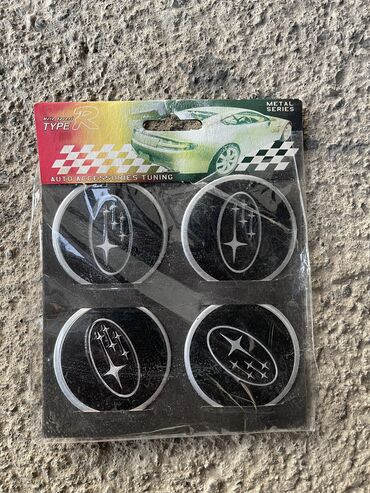 TYPE R
METAL
SERIES
AUTO ACCESSORIES TUNING